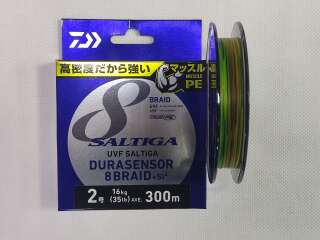 DAIWA
高密度だから強い
マッスル
PE
BRAID
8
SALTIGA
UVF SALTIGA
DURASENSOR
8BRAID+Si²
2号 16kg (35lb) AVE. 300m